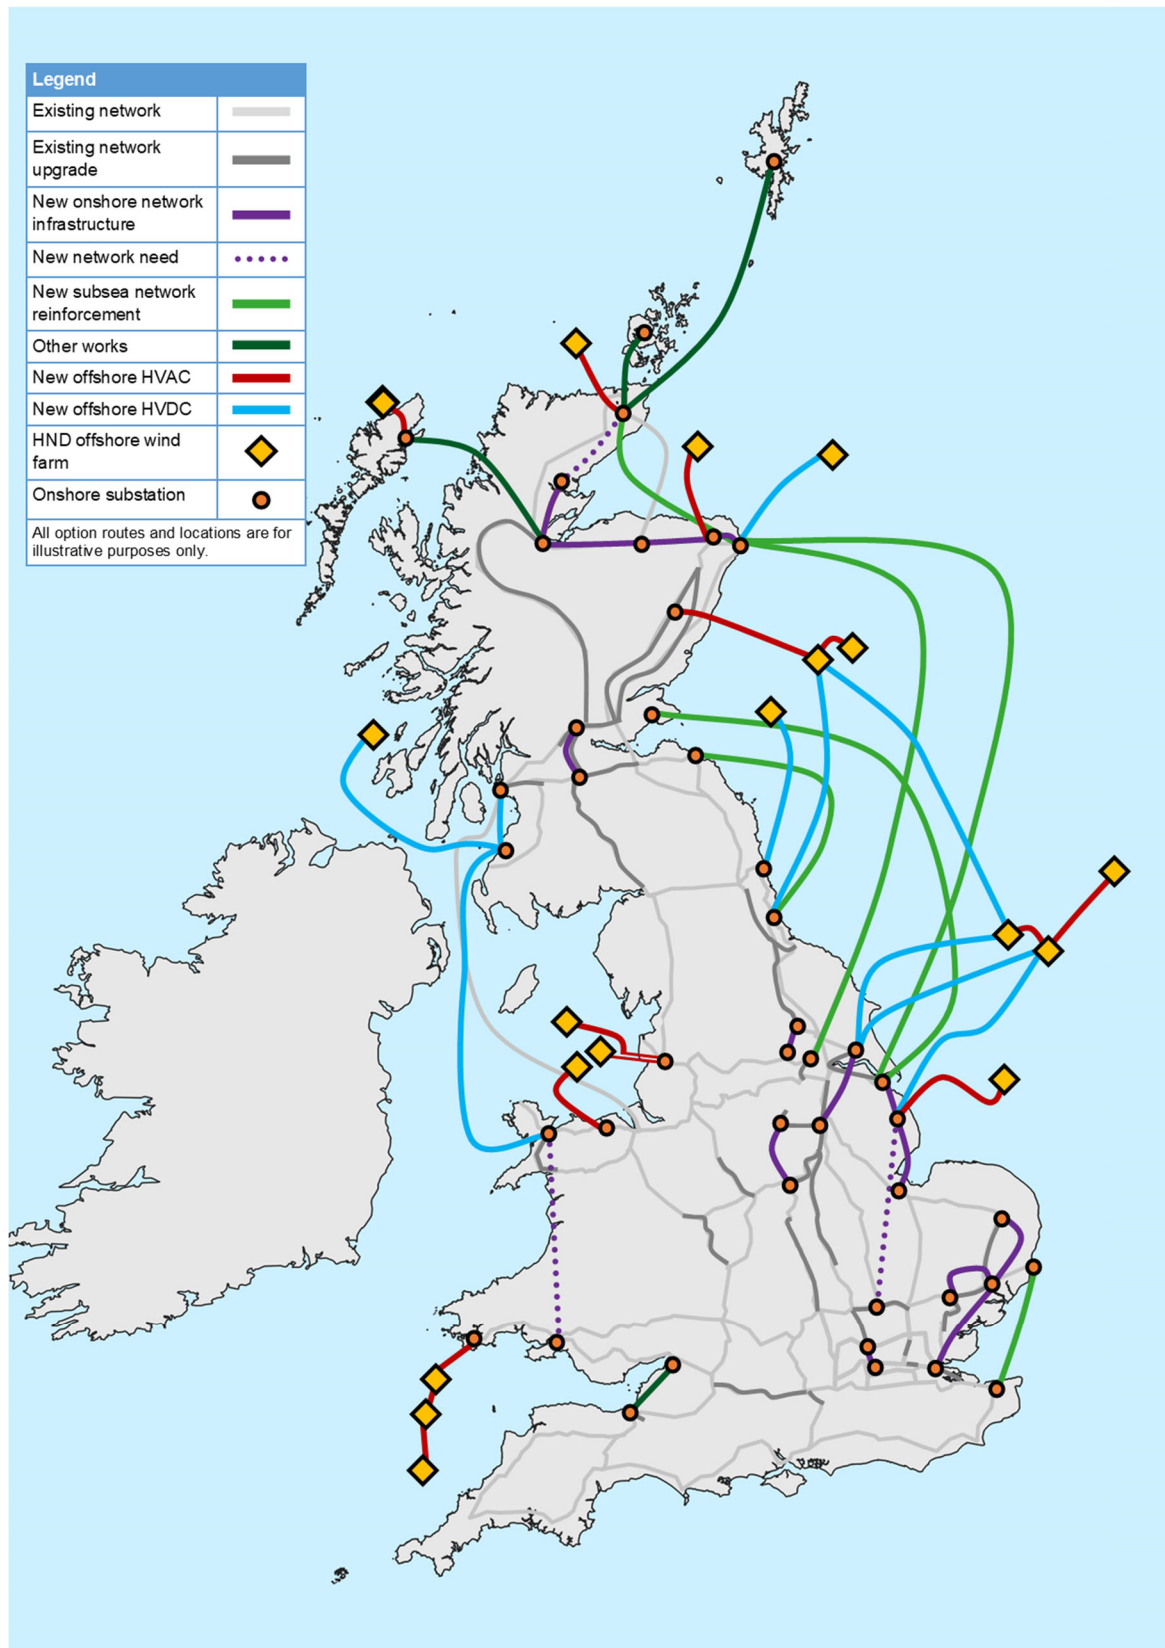 Legend
Existing network
Existing network
upgrade
New onshore network
infrastructure
New network need
New subsea network
reinforcement
Other works
New offshore HVAC
New offshore HVDC
HND offshore wind
farm
Onshore substation
All option routes and locations are for
illustrative purposes only.